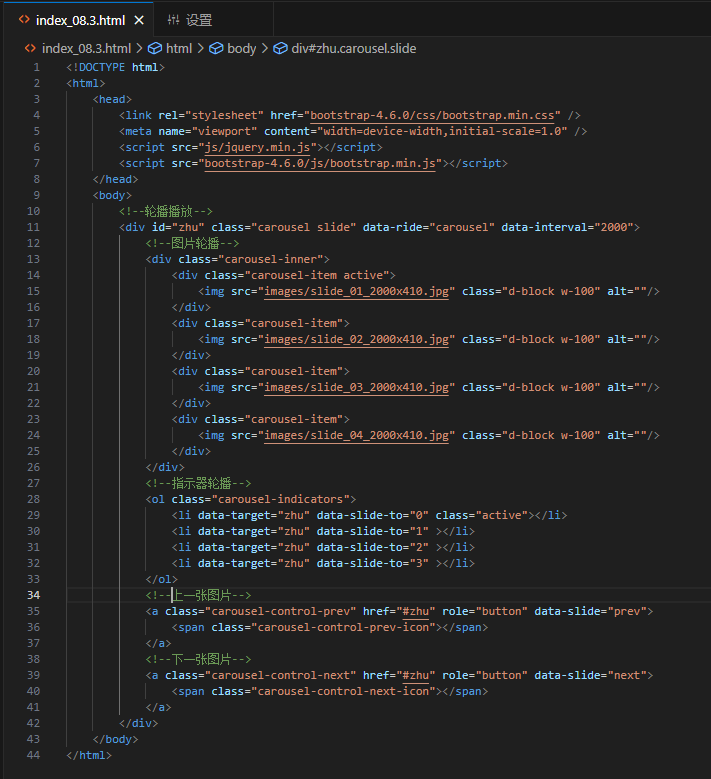 index_08.3.html 设置
index_08.3.html > html > body > div#zhu.carousel.slide
1 <!DOCTYPE html>
2 <html>
3 <head>
4 <link rel="stylesheet" href="bootstrap-4.6.0/css/bootstrap.min.css" />
5 <meta name="viewport" content="width=device-width,initial-scale=1.0" />
6 <script src="js/jquery.min.js"></script>
7 <script src="bootstrap-4.6.0/js/bootstrap.min.js"></script>
8 </head>
9 <body>
10 <!--轮播播放-->
11 <div id="zhu" class="carousel slide" data-ride="carousel" data-interval="2000">
12 <!--图片轮播-->
13 <div class="carousel-inner">
14 <div class="carousel-item active">
15 <img src="images/slide_01_2000x410.jpg" class="d-block w-100" alt=""/>
16 </div>
17 <div class="carousel-item">
18 <img src="images/slide_02_2000x410.jpg" class="d-block w-100" alt=""/>
19 </div>
20 <div class="carousel-item">
21 <img src="images/slide_03_2000x410.jpg" class="d-block w-100" alt=""/>
22 </div>
23 <div class="carousel-item">
24 <img src="images/slide_04_2000x410.jpg" class="d-block w-100" alt=""/>
25 </div>
26 </div>
27 <!--指示器轮播-->
28 <ol class="carousel-indicators">
29 <li data-target="zhu" data-slide-to="0" class="active"></li>
30 <li data-target="zhu" data-slide-to="1" ></li>
31 <li data-target="zhu" data-slide-to="2" ></li>
32 <li data-target="zhu" data-slide-to="3" ></li>
33 </ol>
34 <!--上一张图片-->
35 <a class="carousel-control-prev" href="#zhu" role="button" data-slide="prev">
36 <span class="carousel-control-prev-icon"></span>
37 </a>
38 <!--下一张图片-->
39 <a class="carousel-control-next" href="#zhu" role="button" data-slide="next">
40 <span class="carousel-control-next-icon"></span>
41 </a>
42 </div>
43 </body>
44 </html>